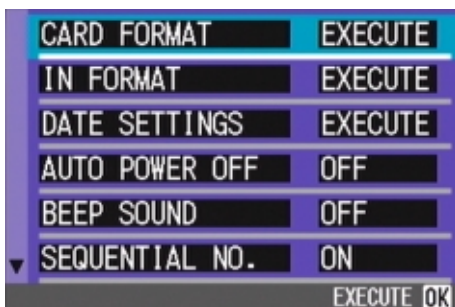 CARD FORMAT EXECUTE
IN FORMAT EXECUTE
DATE SETTINGS EXECUTE
AUTO POWER OFF OFF
BEEP SOUND OFF
SEQUENTIAL NO. ON
EXECUTE OK